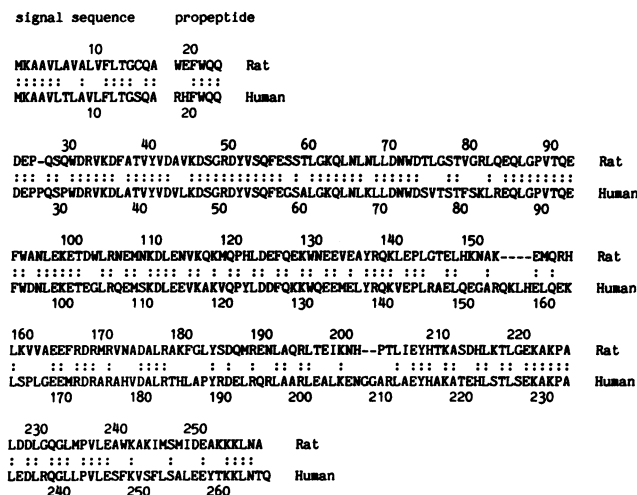 signal sequence propeptide
10 20
MKAAVLAVALVFLTGCQA WEFWQQ Rat
:::::: : :::: :: ::::
MKAAVLTLAVLFLTGSQA RHFWQQ Human
10 20
30 40 50 60 70 80 90
DEP-QSQWDRVKDFATVYVDAVKDSGRDYVSQFESSTLGKQLNLNLLDNWDTLGSTVGRLQEQLGPVTQE Rat
DEPPQSPWDRVKDLATVYVDVLKDSGRDYVSQFEGSALGKQLNLKLLDNWDSVTSTFSKLREQLGPVTQE Human
30 40 50 60 70 80 90
100 110 120 130 140 150
FWANLEKETDWLRNEMNKDLENVKQKMQPHLDEFQEKWNEEVEAYRQKLEPLGTELHKNAK----EMQRH Rat
FWDNLEKETEGLRQEMSKDLEEVKAKVQPYLDDFQKKWQEEMELYRQKVEPLRAELQEGARQKLHELQEK Human
100 110 120 130 140 150 160
160 170 180 190 200 210 220
LKVVAEEFRDRMRVNADALRAKFGLYSDQMRENLAQRLTEIKNH--PTLIEYHTKASDHLKTLGEKAKPA Rat
LSPLGEEMRDRARAHVDALRTHLAPYRDELRQRLAARLEALKENGGARLAEYHAKATEHLSTLSEKAKPA Human
170 180 190 200 210 220 230
230 240 250
LDDLGQGLMPVLEAWKAKIMSMIDEAKKKLNA Rat
LEDLRQGLLPVLESFKVSFLSALEEYTKKLNTQ Human
240 250 260